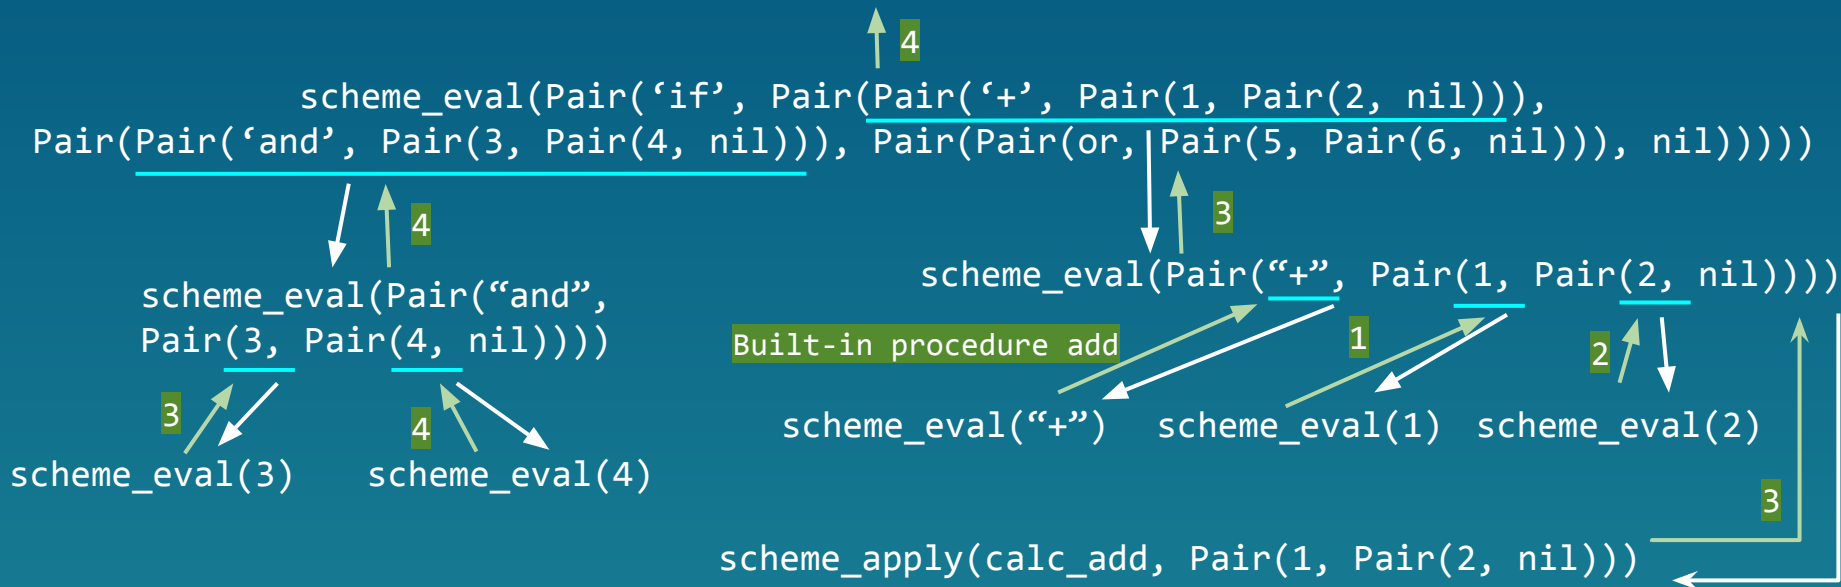 4
scheme_eval(Pair(‘if’, Pair(Pair(‘+’, Pair(1, Pair(2, nil))),
Pair(Pair(‘and’, Pair(3, Pair(4, nil))), Pair(Pair(or, Pair(5, Pair(6, nil))), nil)))))
4
3
scheme_eval(Pair(“and”,
Pair(3, Pair(4, nil))))
scheme_eval(Pair(“+”, Pair(1, Pair(2, nil))))
Built-in procedure add
1
2
3
4
scheme_eval(3)
scheme_eval(4)
scheme_eval(“+”)
scheme_eval(1)
scheme_eval(2)
3
scheme_apply(calc_add, Pair(1, Pair(2, nil)))